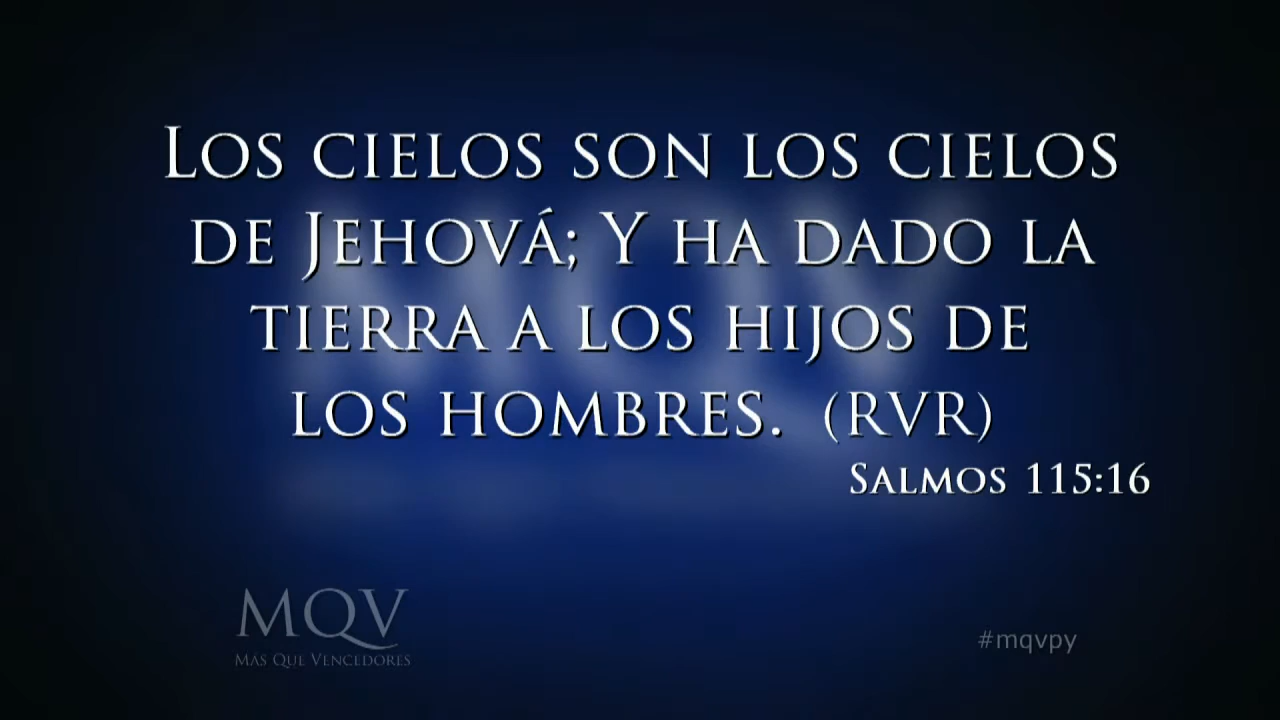 Los cielos son los cielos
de Jehová; Y ha dado la
tierra a los hijos de
los hombres. (RVR)
Salmos 115:16
MQV
Más Que Vencedores
#mqvpy